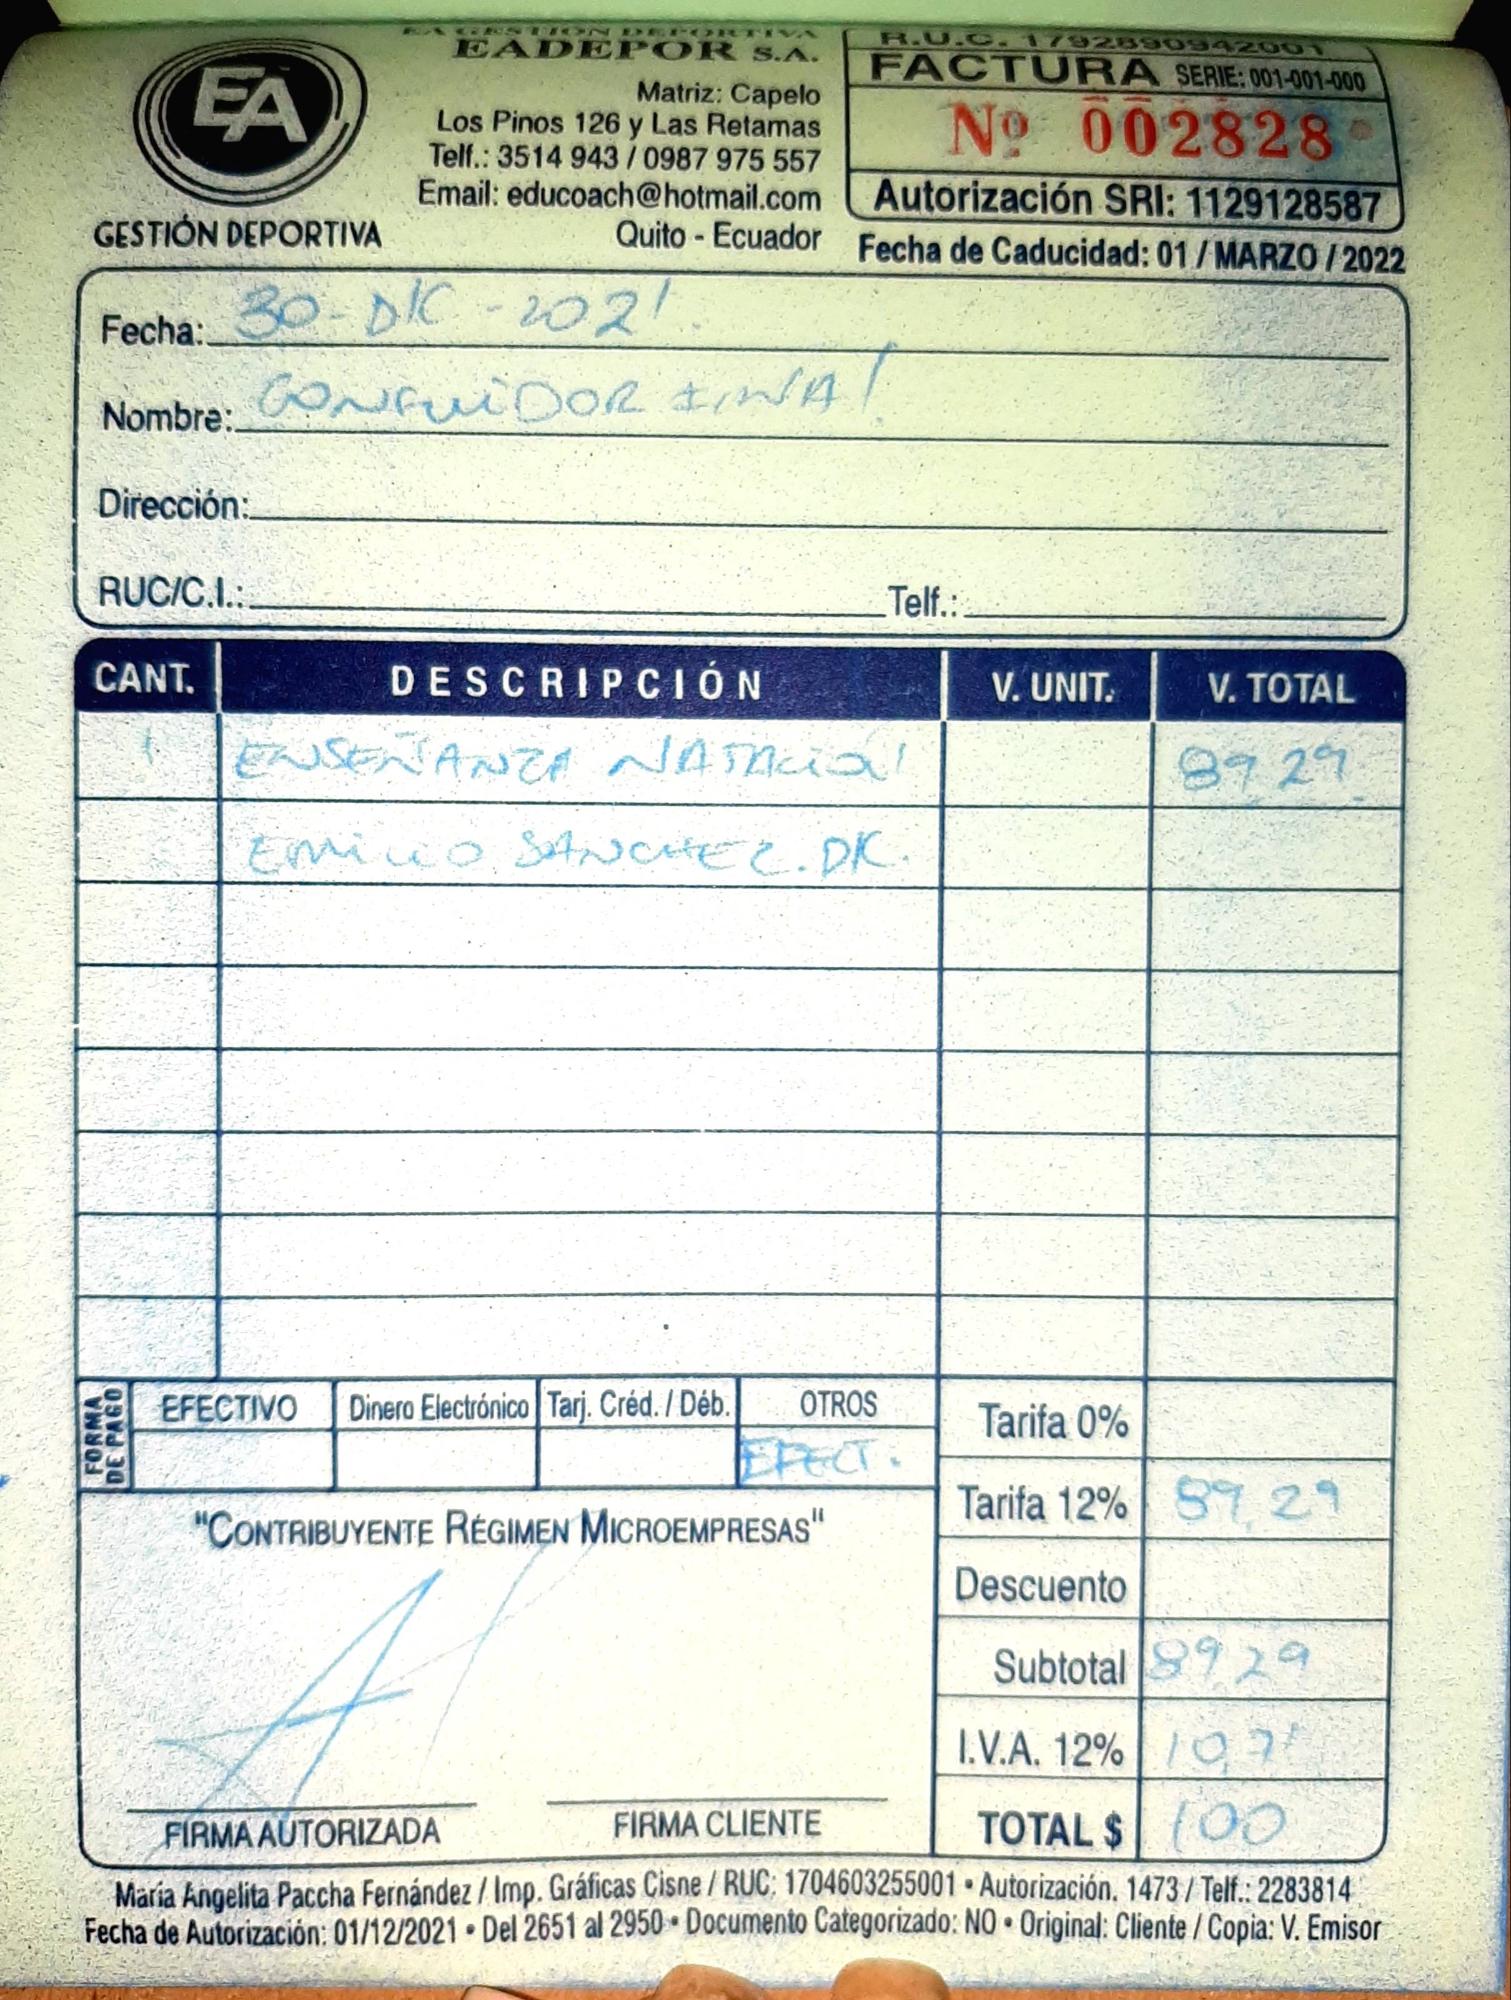 EA GESTIÓN DEPORTIVA
EADEPOR S.A.
Matriz: Capelo
Los Pinos 126 y Las Retamas
Telf.: 3514 943 / 0987 975 557
Email: educoach@hotmail.com
Quito - Ecuador
EA
GESTIÓN DEPORTIVA
R.U.C. 1792890942001
FACTURA SERIE: 001-001-000
Nº 002828
Autorización SRI: 1129128587
Fecha de Caducidad: 01 / MARZO / 2022
Fecha: 30-DIC-2021
Nombre:
Dirección:
RUC/C.I.: Telf.:
CANT. DESCRIPCIÓN V. UNIT. V. TOTAL
1 ENSEÑANZA NATACIÓN 89.29
EMILIO SANCHEZ. DIC.
FORMA DE PAGO
EFECTIVO Dinero Electrónico Tarj. Créd. / Déb. OTROS
EFECT.
Tarifa 0%
Tarifa 12% 89.29
Descuento
Subtotal 89.29
I.V.A. 12% 10,71
TOTAL $ 100
"CONTRIBUYENTE RÉGIMEN MICROEMPRESAS"
FIRMA AUTORIZADA FIRMA CLIENTE
María Angelita Paccha Fernández / Imp. Gráficas Cisne / RUC: 1704603255001 • Autorización. 1473 / Telf.: 2283814
Fecha de Autorización: 01/12/2021 • Del 2651 al 2950 • Documento Categorizado: NO • Original: Cliente / Copia: V. Emisor